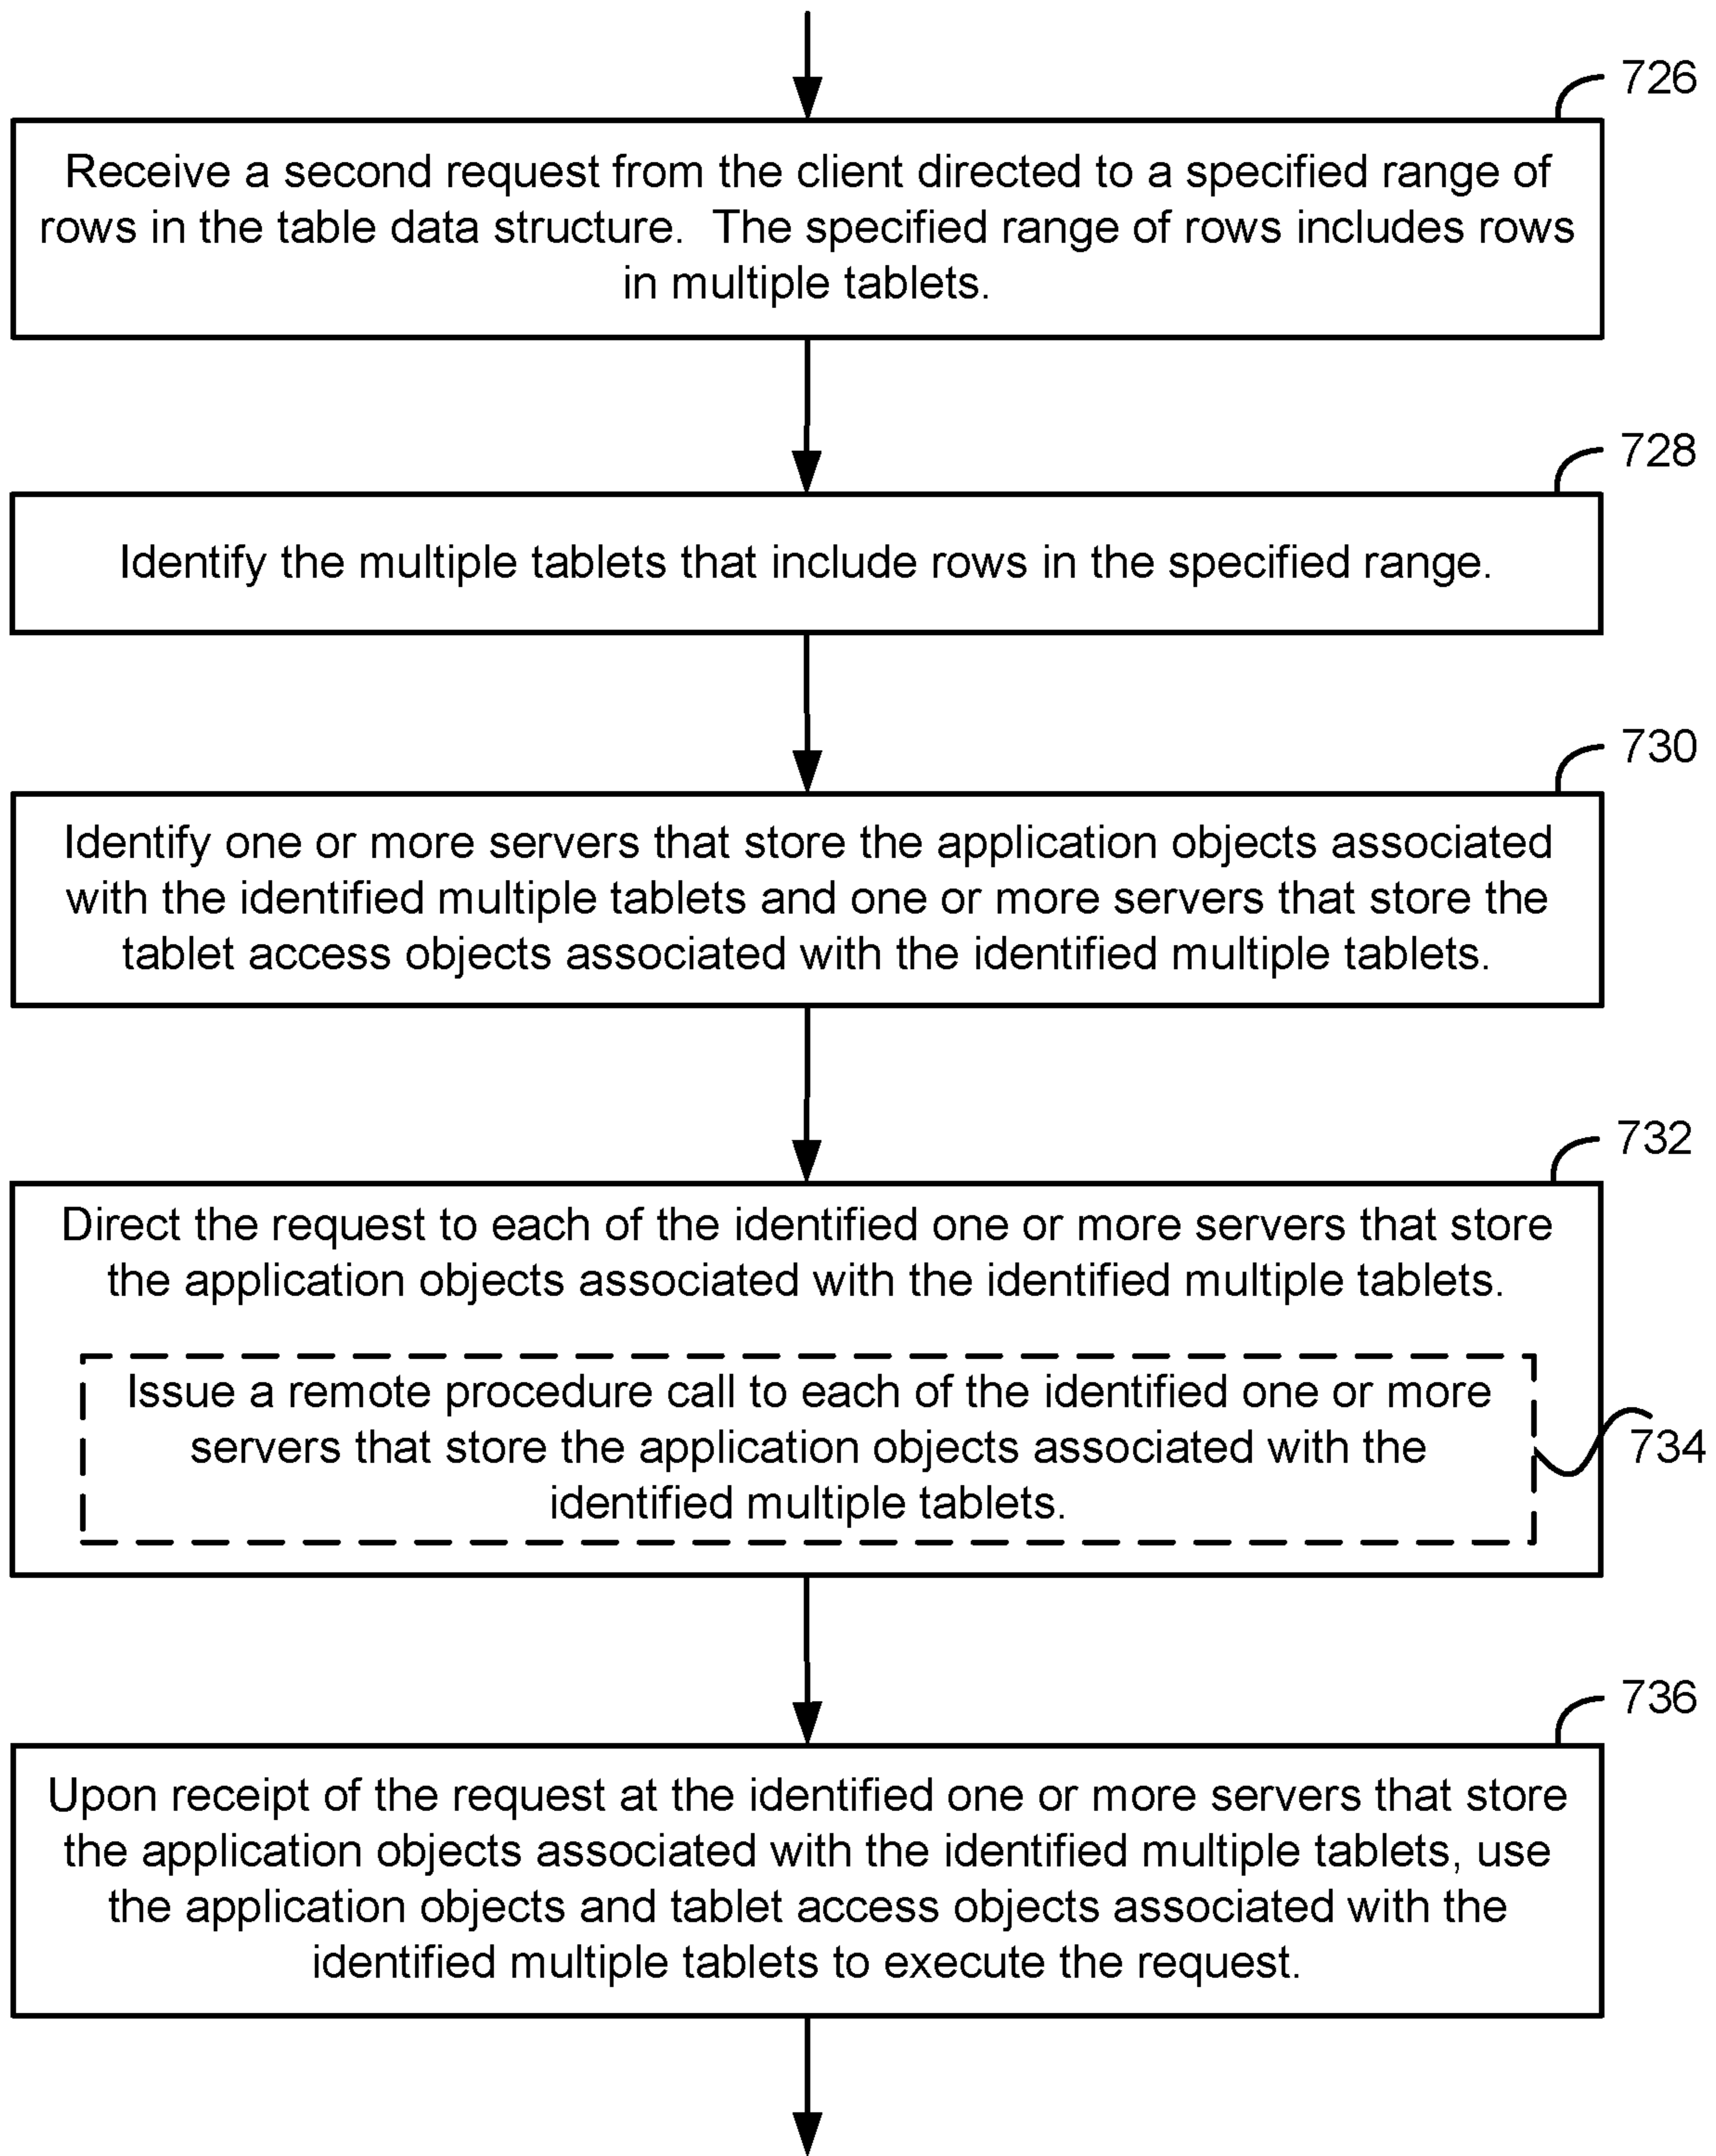 726
Receive a second request from the client directed to a specified range of
rows in the table data structure.  The specified range of rows includes rows
in multiple tablets.
728
Identify the multiple tablets that include rows in the specified range.
730
Identify one or more servers that store the application objects associated
with the identified multiple tablets and one or more servers that store the
tablet access objects associated with the identified multiple tablets.
732
Direct the request to each of the identified one or more servers that store
the application objects associated with the identified multiple tablets.
Issue a remote procedure call to each of the identified one or more
servers that store the application objects associated with the
identified multiple tablets.
734
736
Upon receipt of the request at the identified one or more servers that store
the application objects associated with the identified multiple tablets, use
the application objects and tablet access objects associated with the
identified multiple tablets to execute the request.